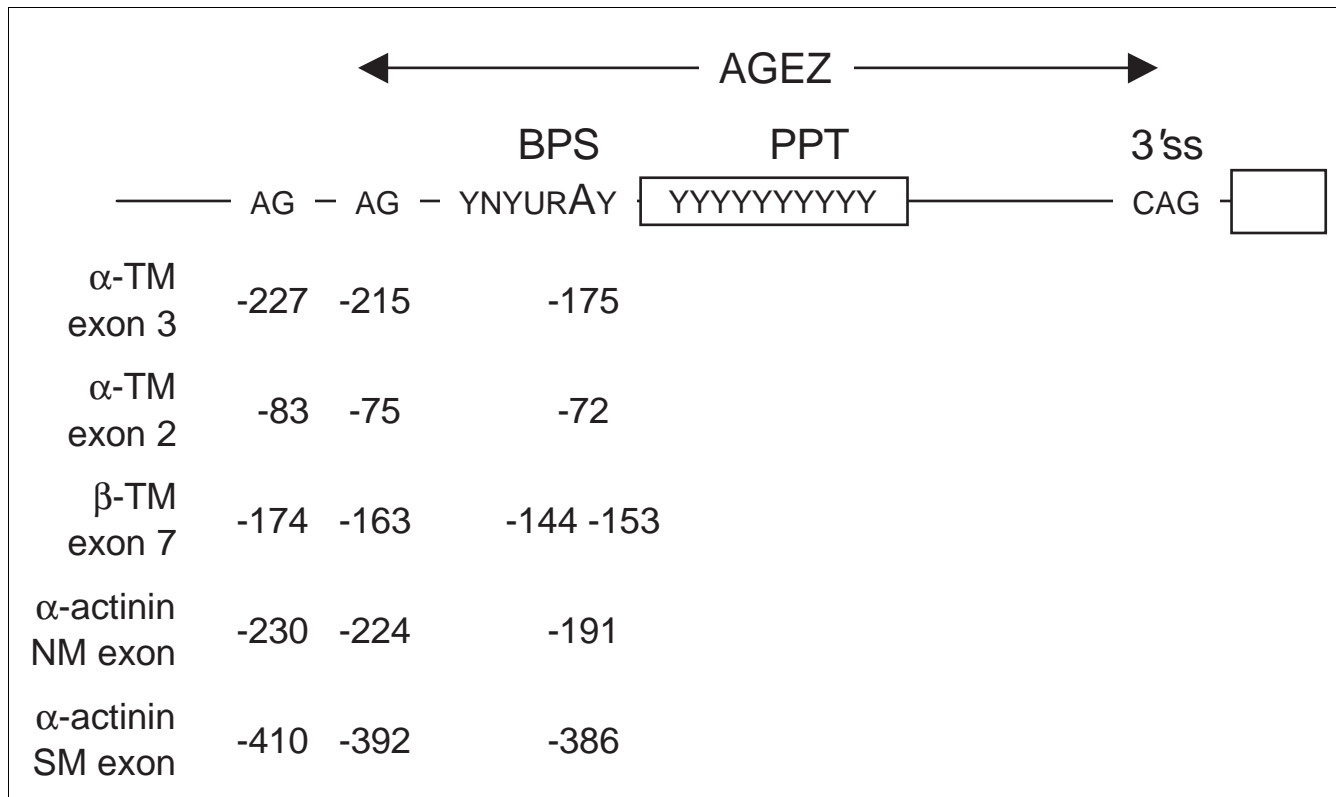 AGEZ
BPS PPT 3'ss
AG AG YNYURAY YYYYYYYYYY CAG
α-TM
exon 3
-227 -215 -175
α-TM
exon 2
-83 -75 -72
β-TM
exon 7
-174 -163 -144 -153
α-actinin
NM exon
-230 -224 -191
α-actinin
SM exon
-410 -392 -386